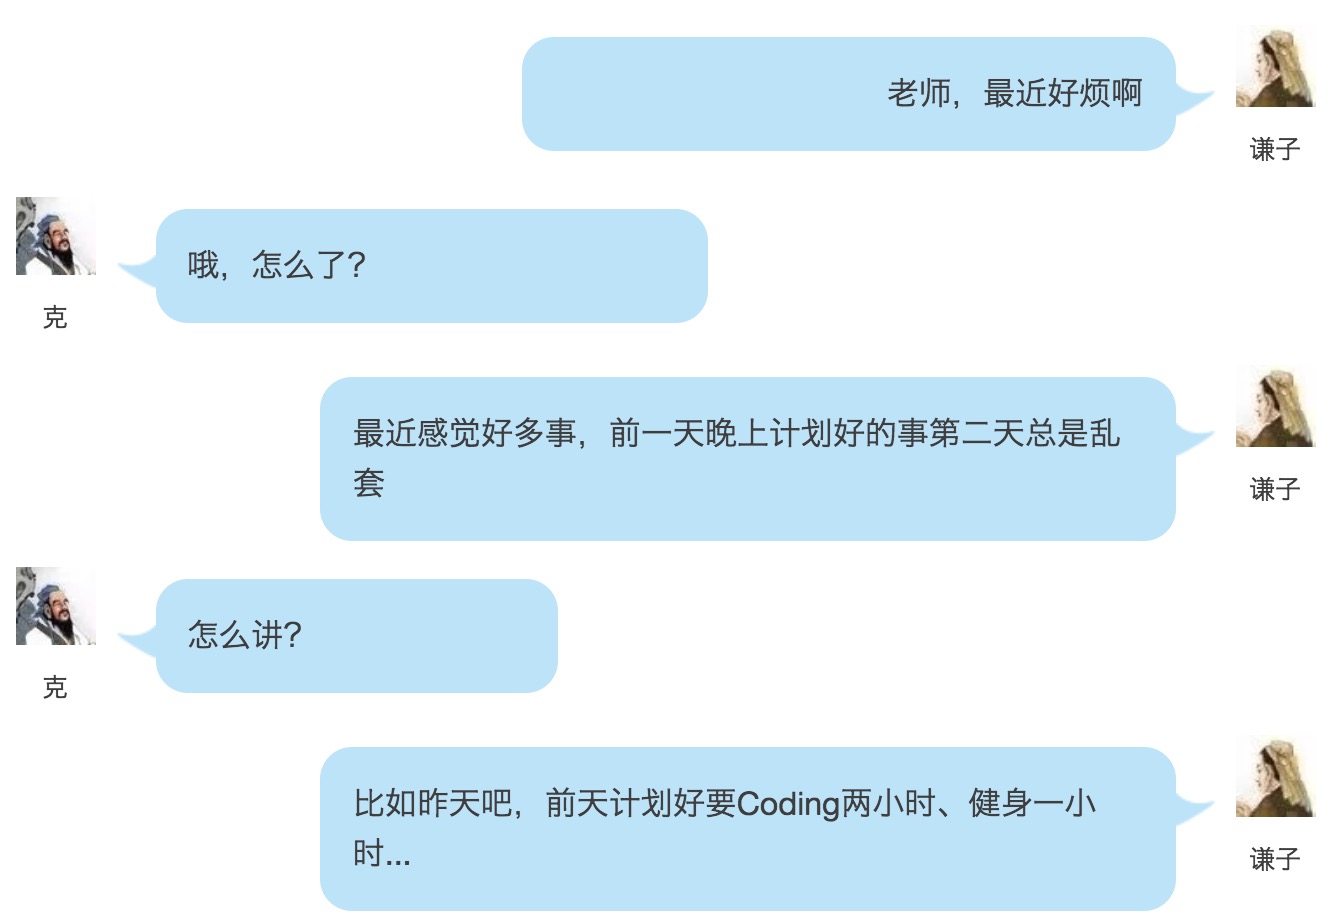 老师，最近好烦啊
谦子
哦，怎么了？
克
最近感觉好多事，前一天晚上计划好的事第二天总是乱
套
谦子
怎么讲？
克
比如昨天吧，前天计划好要Coding两小时、健身一小
时...
谦子